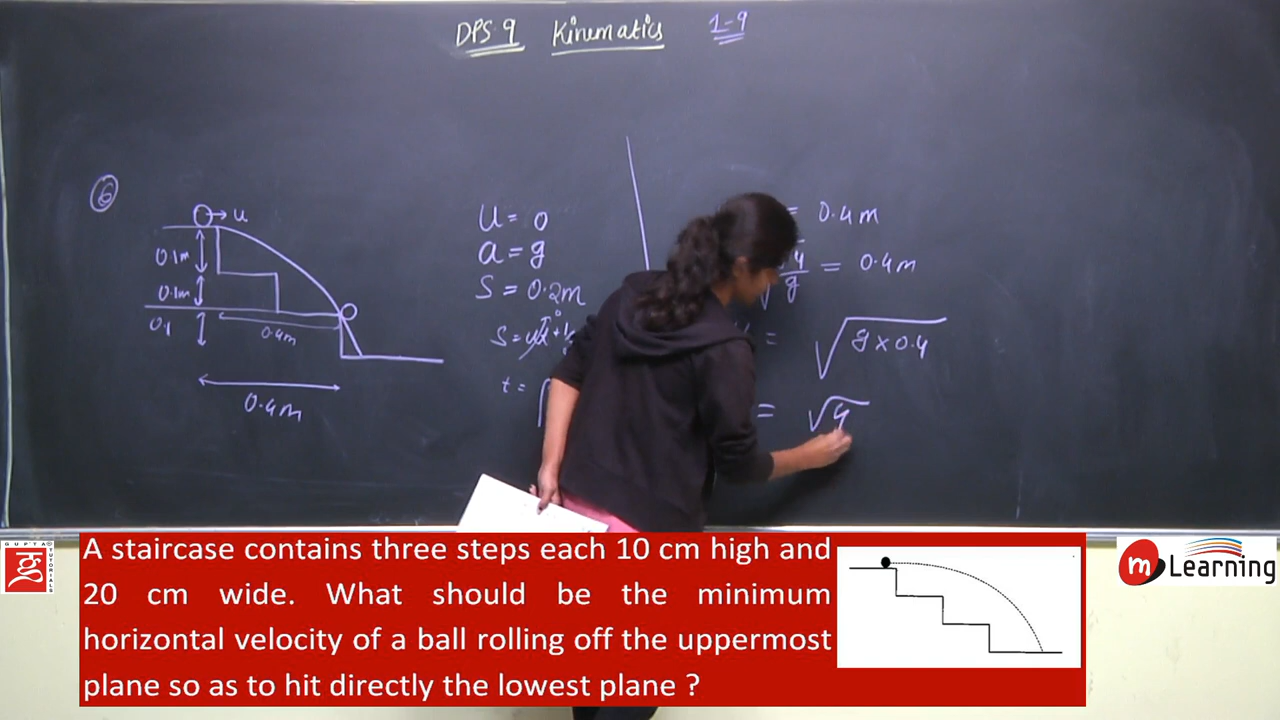 DPS 9 Kinematics 1-9
6
u
0.1m
0.1m
0.1
0.4m
0.4m
u = 0
a = g
S = 0.2m
S =
t =
= 0.4m
= 0.4m
= √g×0.4
= √4
A staircase contains three steps each 10 cm high and
20 cm wide. What should be the minimum
horizontal velocity of a ball rolling off the uppermost
plane so as to hit directly the lowest plane ?
GUPTA
TUTORIALS
m Learning